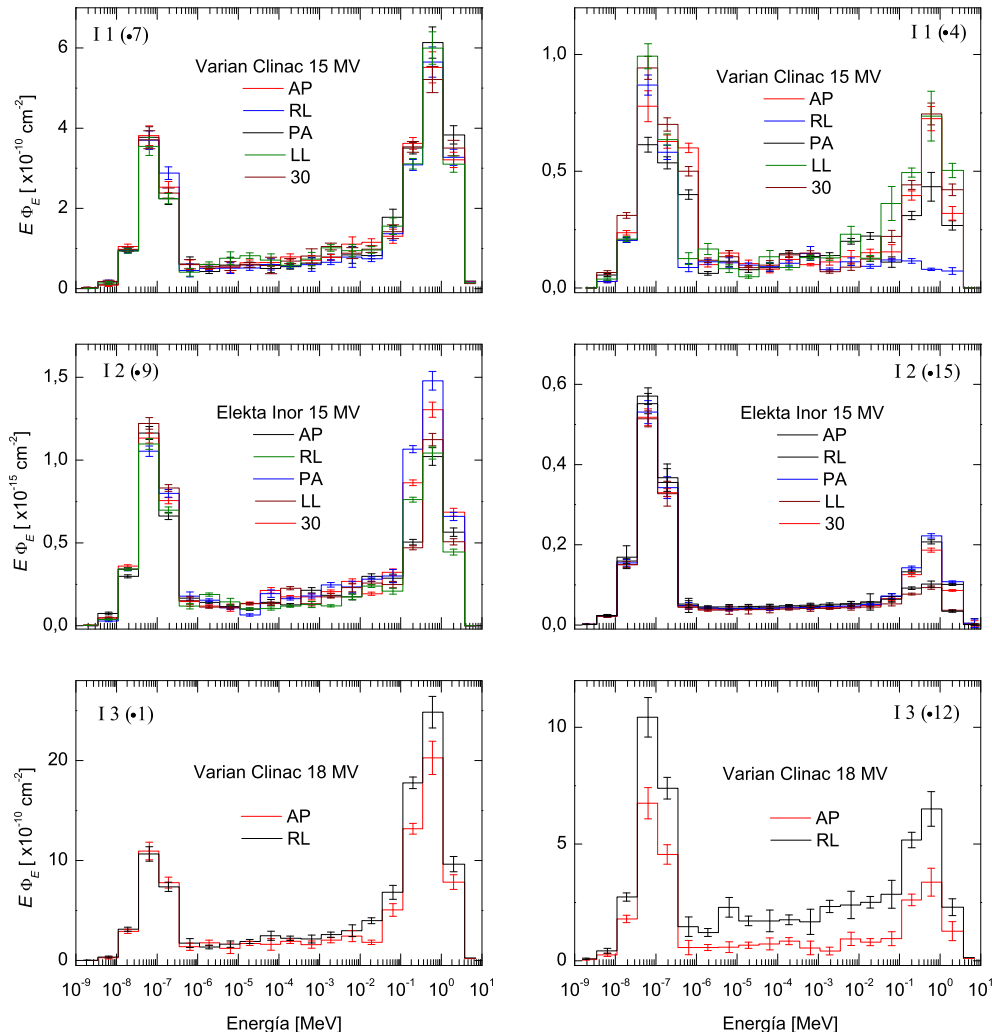 I 1 (•7)
Varian Clinac 15 MV
AP
RL
PA
LL
30
E Φ_E [ x10^-10 cm^-2]
6
4
2
0
I 1 (•4)
Varian Clinac 15 MV
AP
RL
PA
LL
30
1,0
0,5
0,0
I 2 (•9)
Elekta Inor 15 MV
AP
RL
PA
LL
30
E Φ_E [ x10^-15 cm^-2]
1,5
1,0
0,5
0,0
I 2 (•15)
Elekta Inor 15 MV
AP
RL
PA
LL
30
0,6
0,4
0,2
0,0
I 3 (•1)
Varian Clinac 18 MV
AP
RL
E Φ_E [ x10^-10 cm^-2]
20
10
0
10^-9 10^-8 10^-7 10^-6 10^-5 10^-4 10^-3 10^-2 10^-1 10^0 10^1
Energía [MeV]
I 3 (•12)
Varian Clinac 18 MV
AP
RL
10
5
0
10^-9 10^-8 10^-7 10^-6 10^-5 10^-4 10^-3 10^-2 10^-1 10^0 10^1
Energía [MeV]